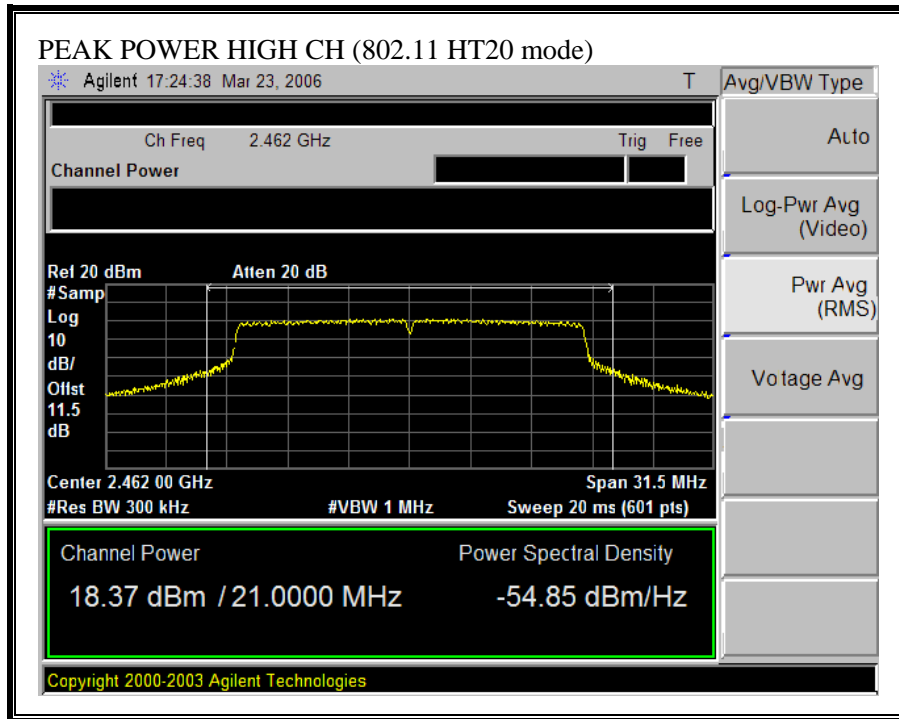 PEAK POWER HIGH CH (802.11 HT20 mode)
Agilent 17:24:38 Mar 23, 2006 T
Avg/VBW Type
Ch Freq 2.462 GHz Trig Free
Channel Power
Auto
Log-Pwr Avg
(Video)
Pwr Avg
(RMS)
Vo tage Avg
Ref 20 dBm Atten 20 dB
#Samp
Log
10
dB/
Offst
11.5
dB
Center 2.462 00 GHz Span 31.5 MHz
#Res BW 300 kHz #VBW 1 MHz Sweep 20 ms (601 pts)
Channel Power Power Spectral Density
18.37 dBm / 21.0000 MHz -54.85 dBm/Hz
Copyright 2000-2003 Agilent Technologies